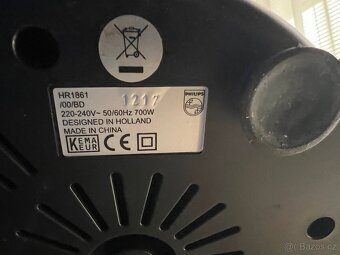 HR1861
/00/BD
1217
220-240V~ 50/60Hz 700W
DESIGNED IN HOLLAND
MADE IN CHINA
PHILIPS
KEMA
KEUR
CE
Bazos.cz